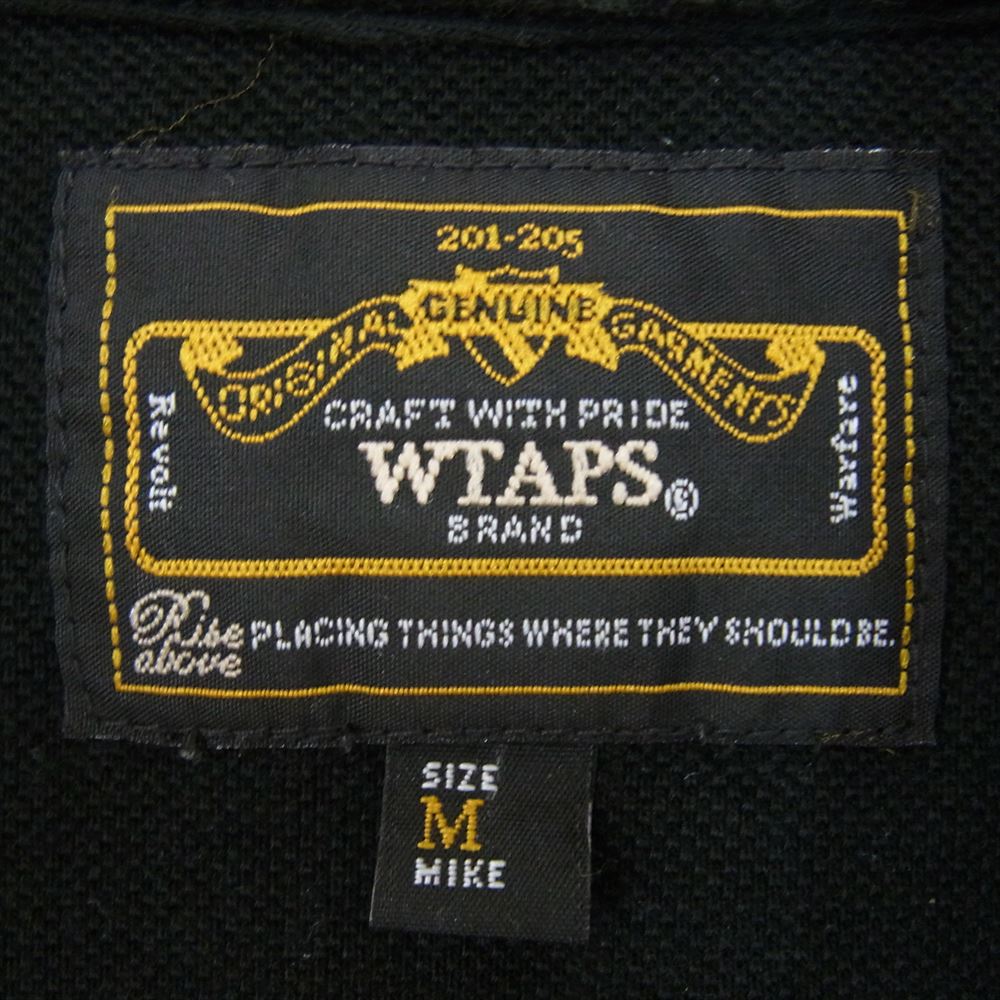 201-205
ORIGINAL GENUINE GARMENTS
CRAFT WITH PRIDE
Revolt
WTAPS®
Warfare
BRAND
Rise above
PLACING THINGS WHERE THEY SHOULD BE.
SIZE
M
MIKE